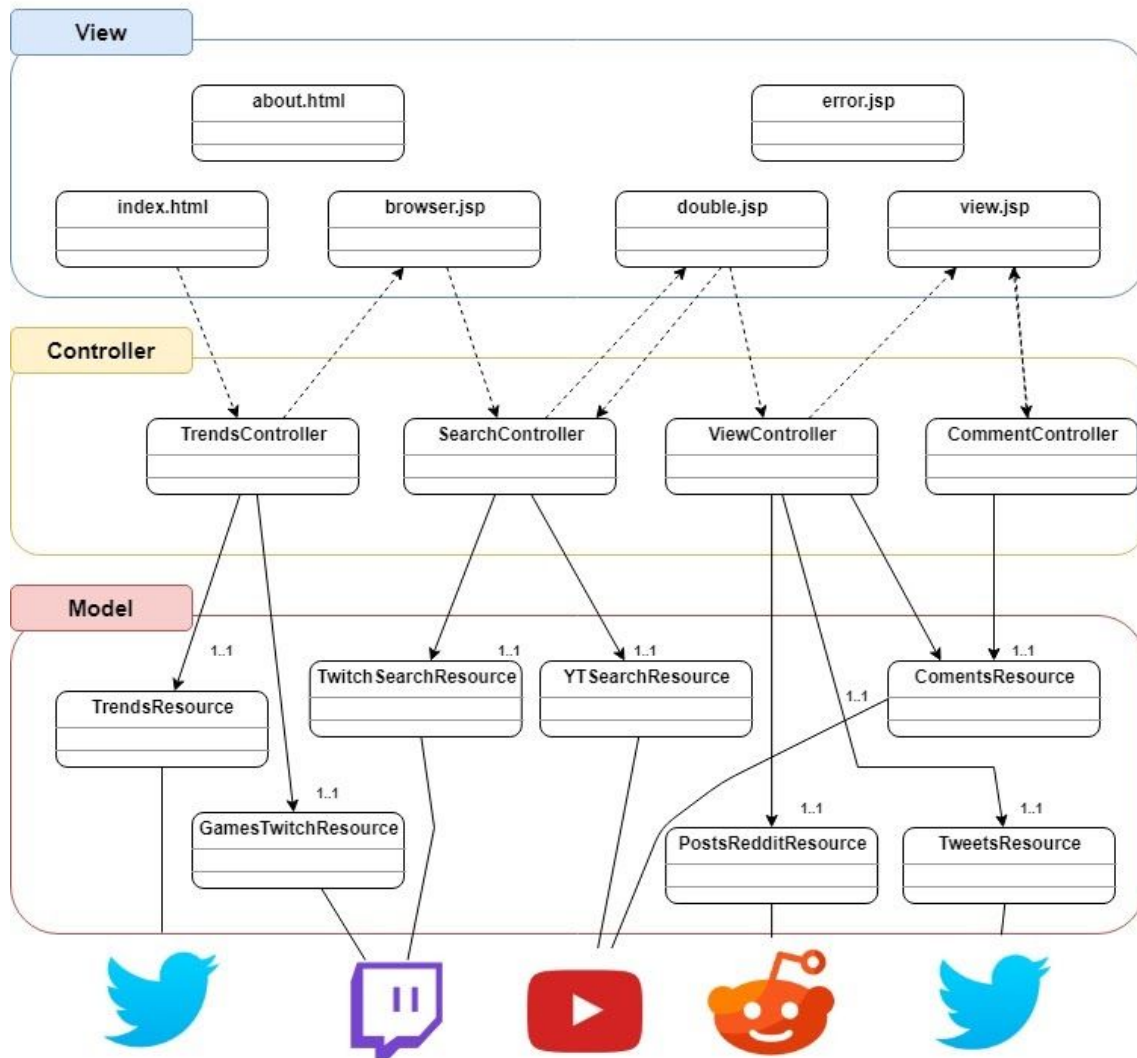 View
about.html
error.jsp
index.html
browser.jsp
double.jsp
view.jsp
Controller
TrendsController
SearchController
ViewController
CommentController
Model
1..1
1..1
1..1
1..1
TwitchSearchResource
YTSearchResource
ComentsResource
TrendsResource
1..1
1..1
1..1
1..1
GamesTwitchResource
PostsRedditResource
TweetsResource